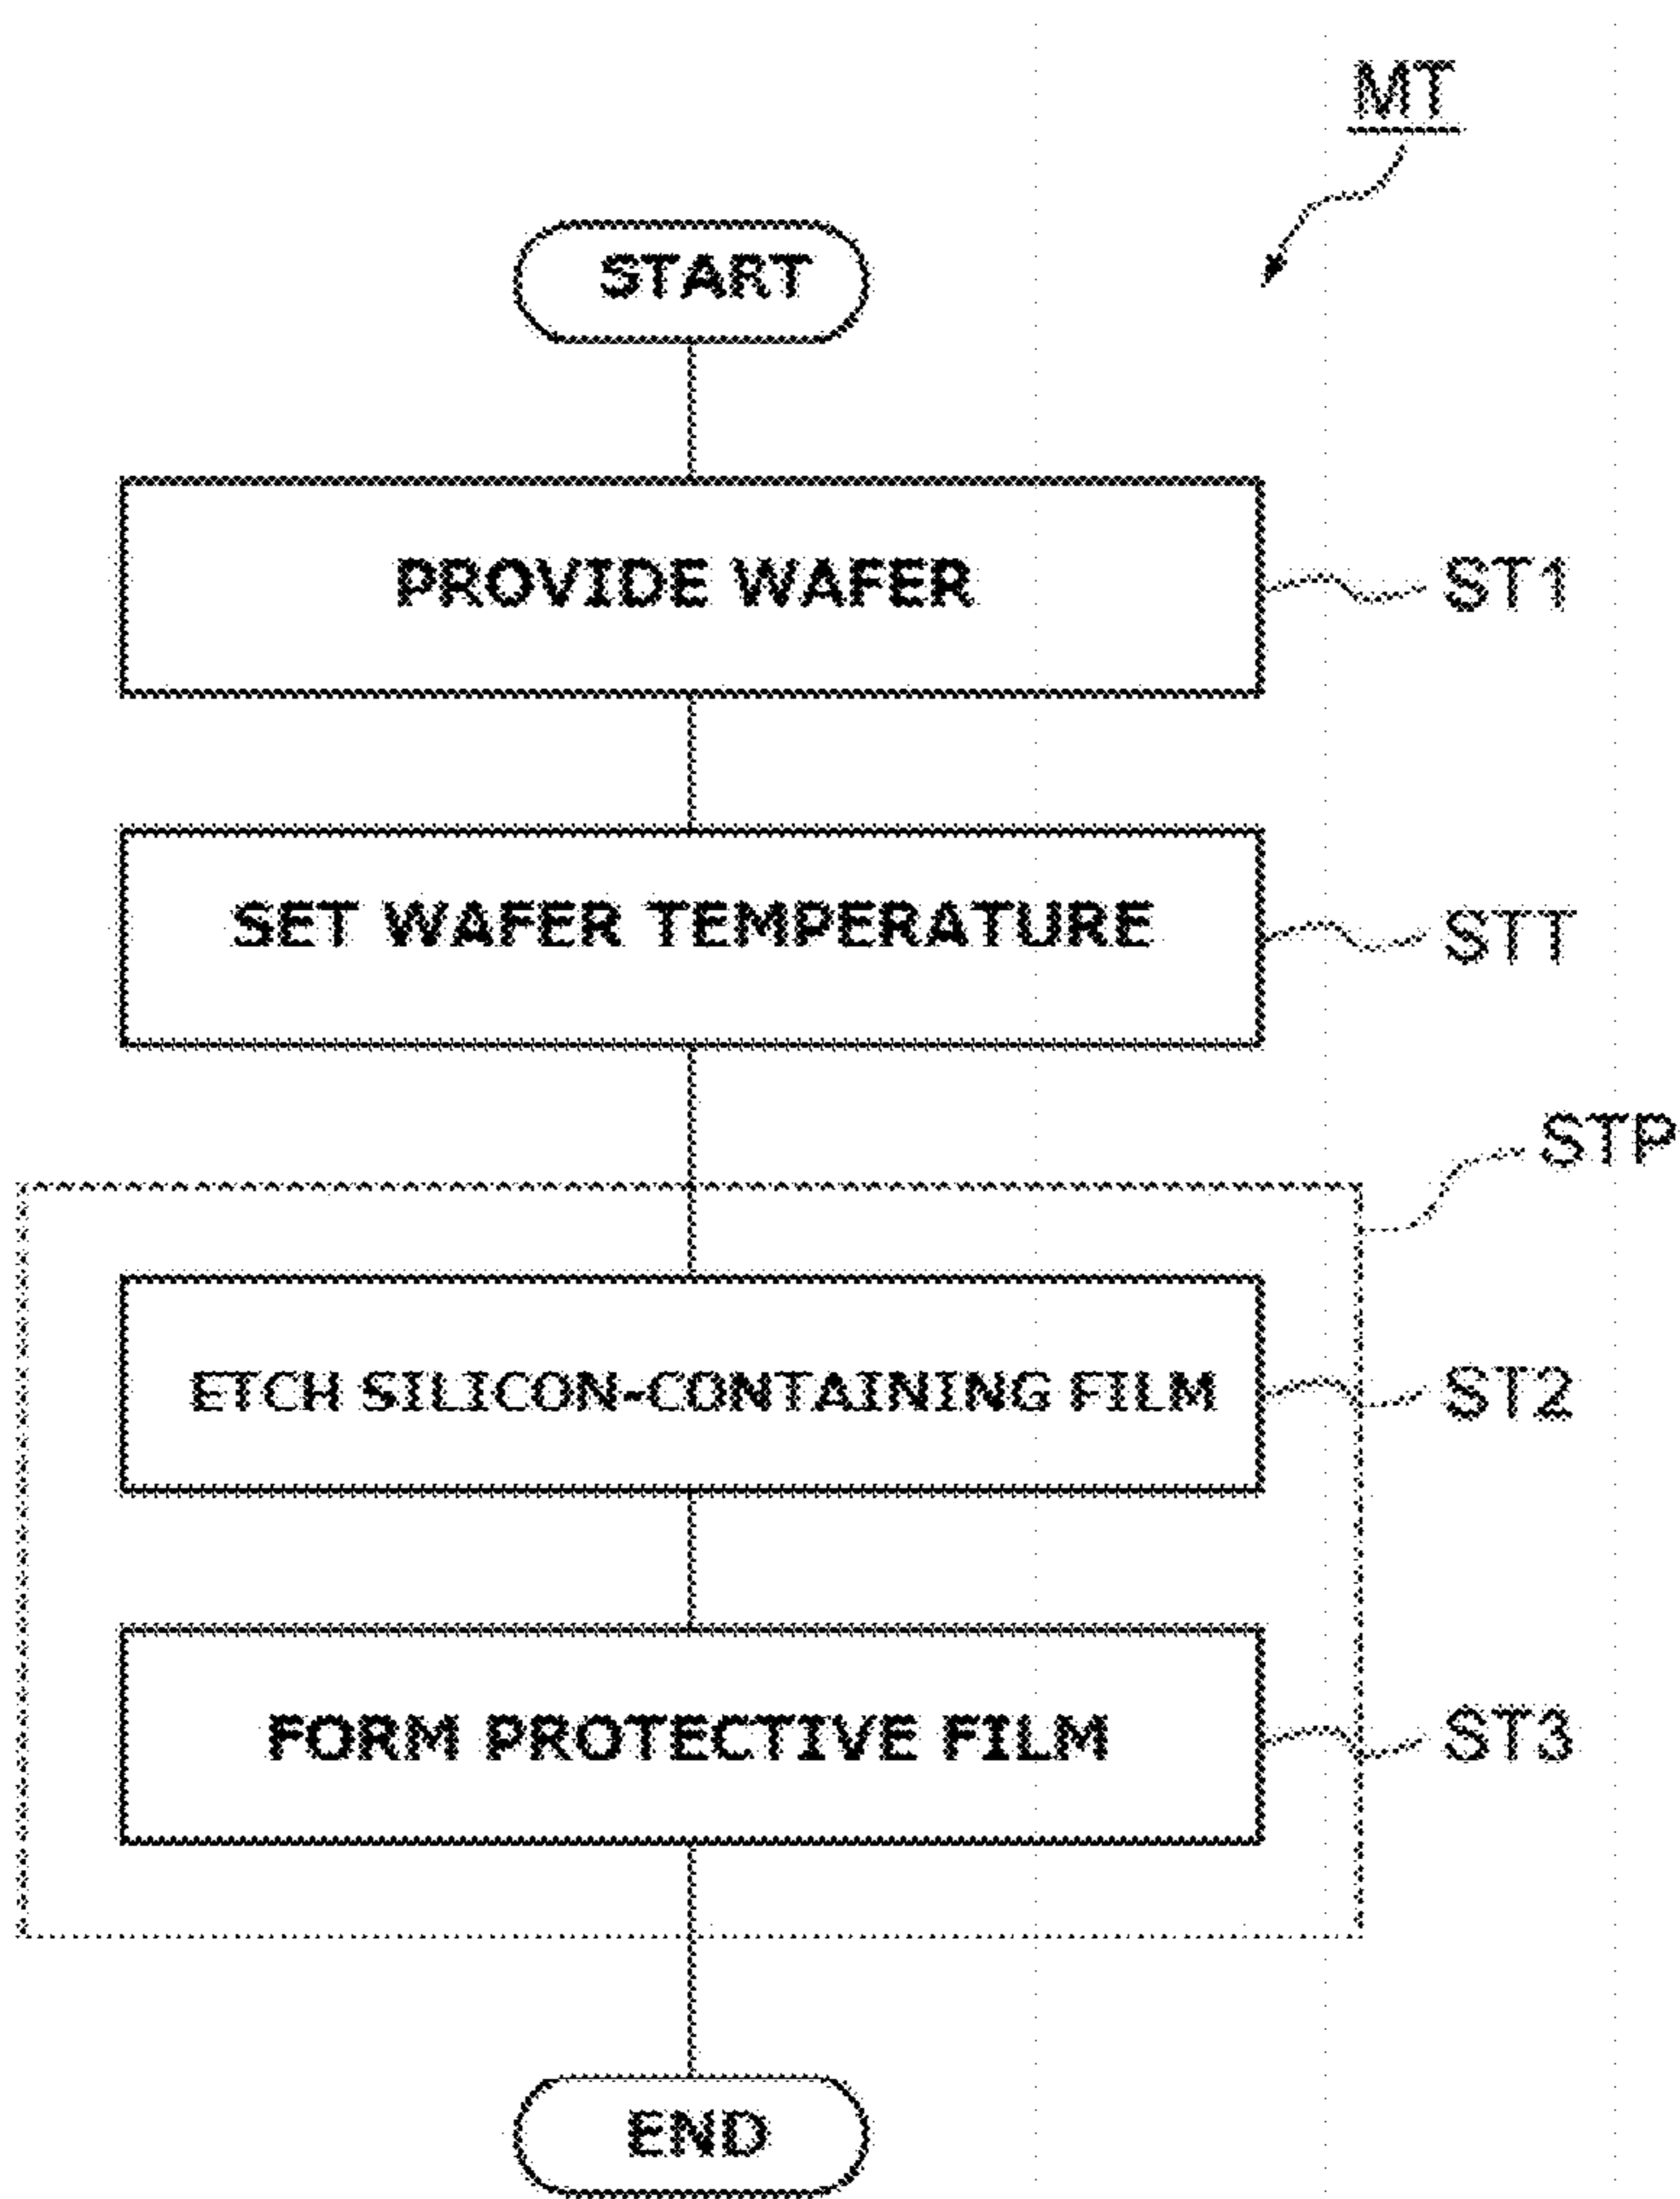 MT
START
PROVIDE WAFER
ST1
SET WAFER TEMPERATURE
STT
STP
ETCH SILICON-CONTAINING FILM
ST2
FORM PROTECTIVE FILM
ST3
END